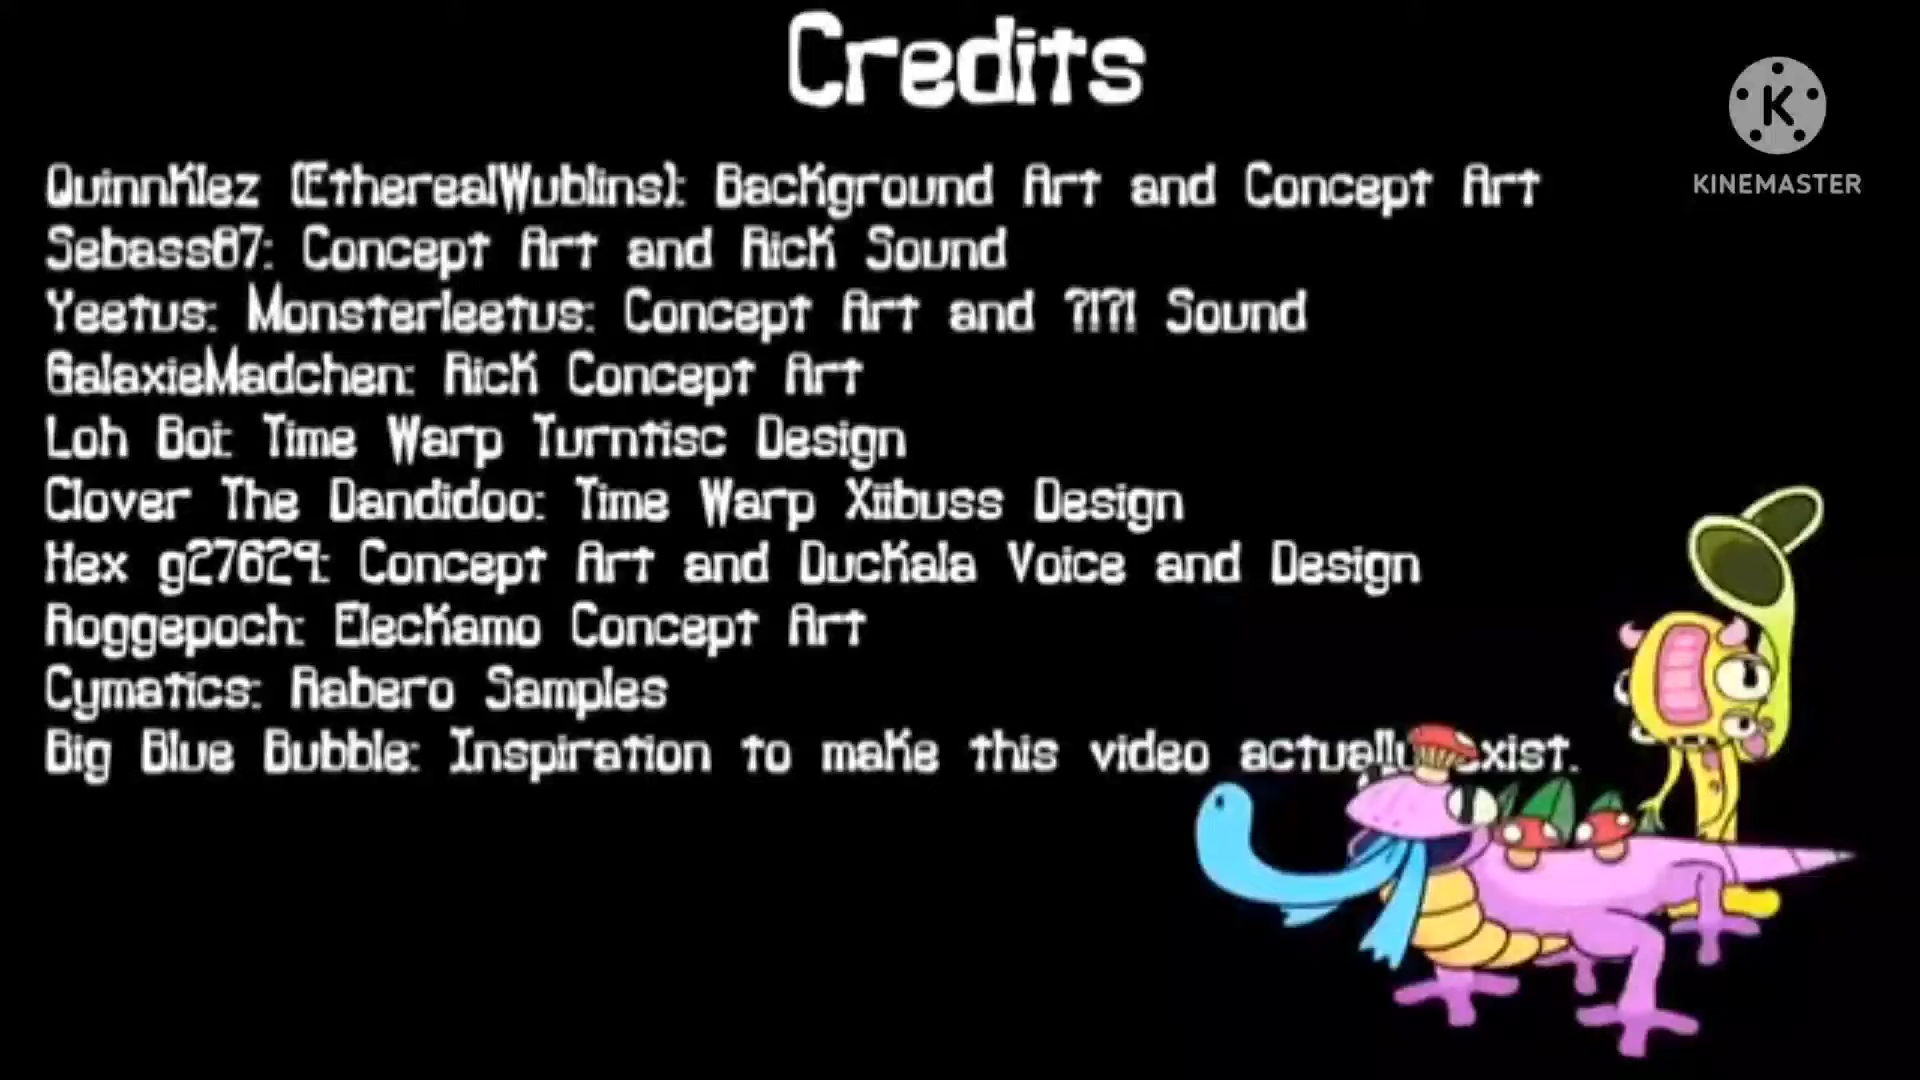 Credits
K
KINEMASTER
QuinnKlez (EtherealWublins): Background Art and Concept Art
Sebass87: Concept Art and Rick Sound
Yeetus: Monsterleetus: Concept Art and ?!?! Sound
GalaxieMadchen: Rick Concept Art
Loh Boi: Time Warp Turntisc Design
Clover The Dandidoo: Time Warp Xiibuss Design
Hex g27629: Concept Art and Duckala Voice and Design
Roggepoch: Eleckamo Concept Art
Cymatics: Rabero Samples
Big Blue Bubble: Inspiration to make this video actually exist.